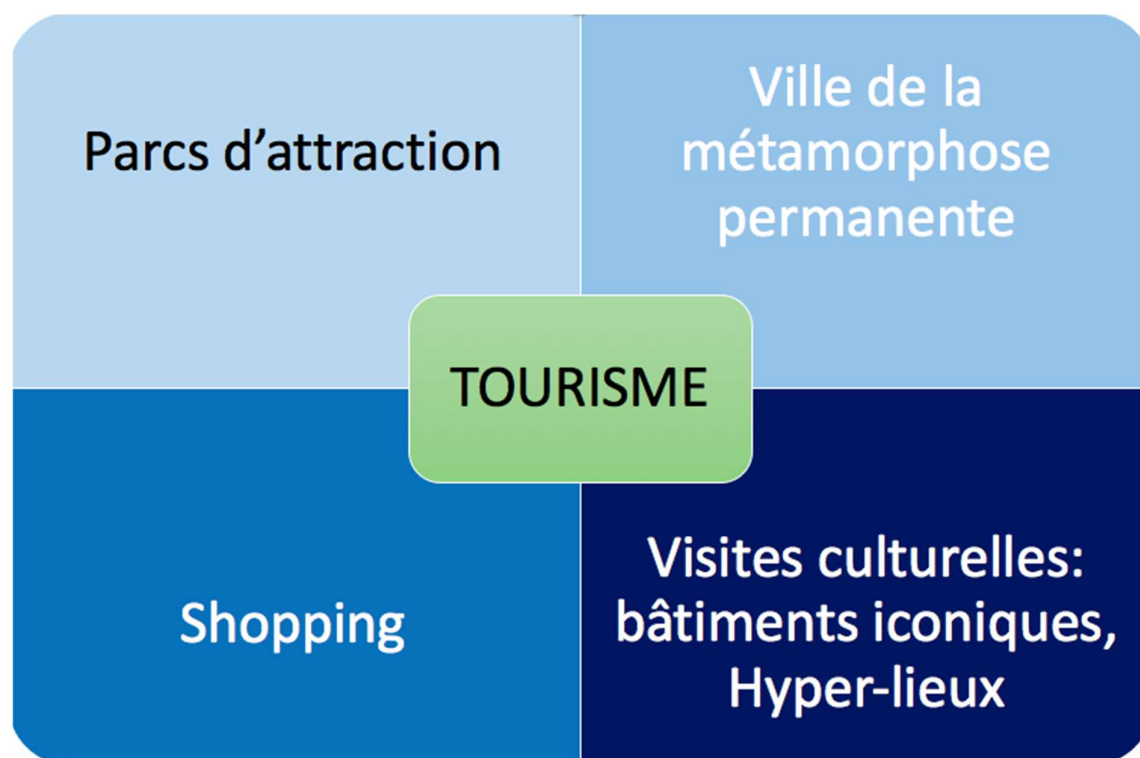 Parcs d’attraction
Ville de la
métamorphose
permanente
TOURISME
Shopping
Visites culturelles:
bâtiments iconiques,
Hyper-lieux